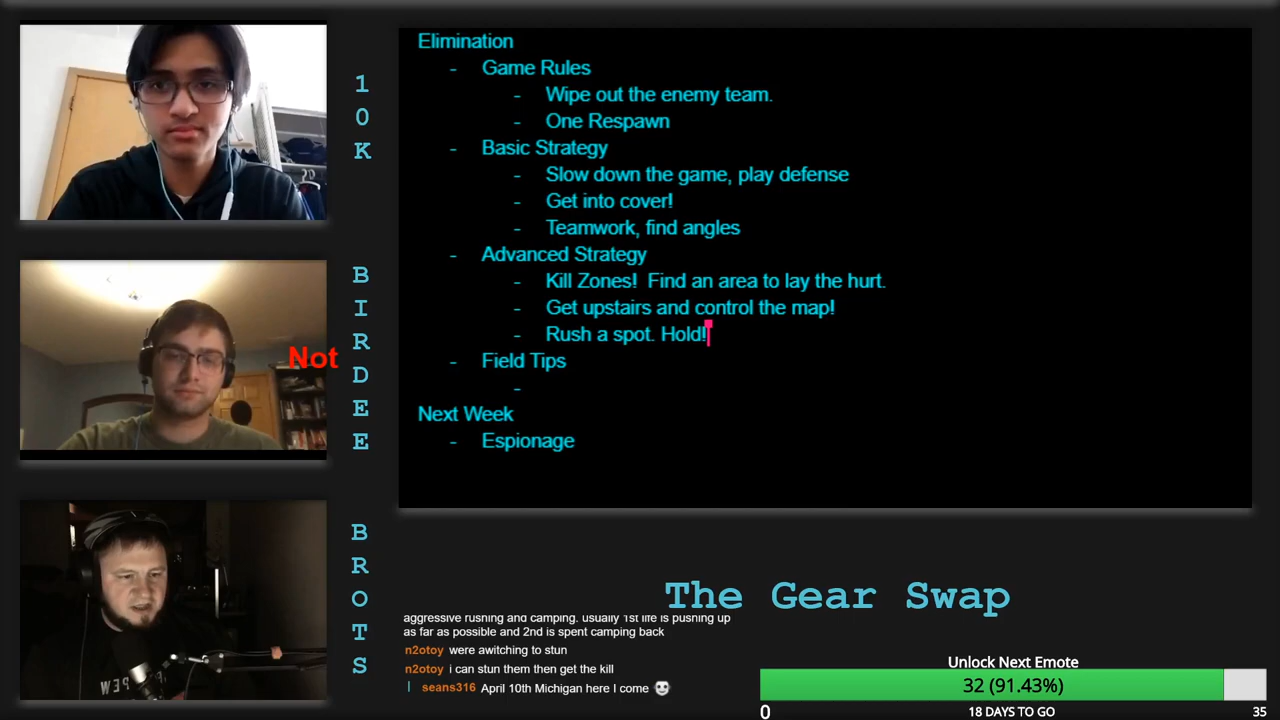 10K
Not
BIRDEE
BROTS
Elimination
- Game Rules
- Wipe out the enemy team.
- One Respawn
- Basic Strategy
- Slow down the game, play defense
- Get into cover!
- Teamwork, find angles
- Advanced Strategy
- Kill Zones!  Find an area to lay the hurt.
- Get upstairs and control the map!
- Rush a spot. Hold!
- Field Tips
-
Next Week
- Espionage
The Gear Swap
aggressive rushing and camping. usually 1st life is pushing up
as far as possible and 2nd is spent camping back
n2otoy were awitching to stun
n2otoy i can stun them then get the kill
seans316 April 10th Michigan here I come
Unlock Next Emote
32 (91.43%)
0 18 DAYS TO GO 35